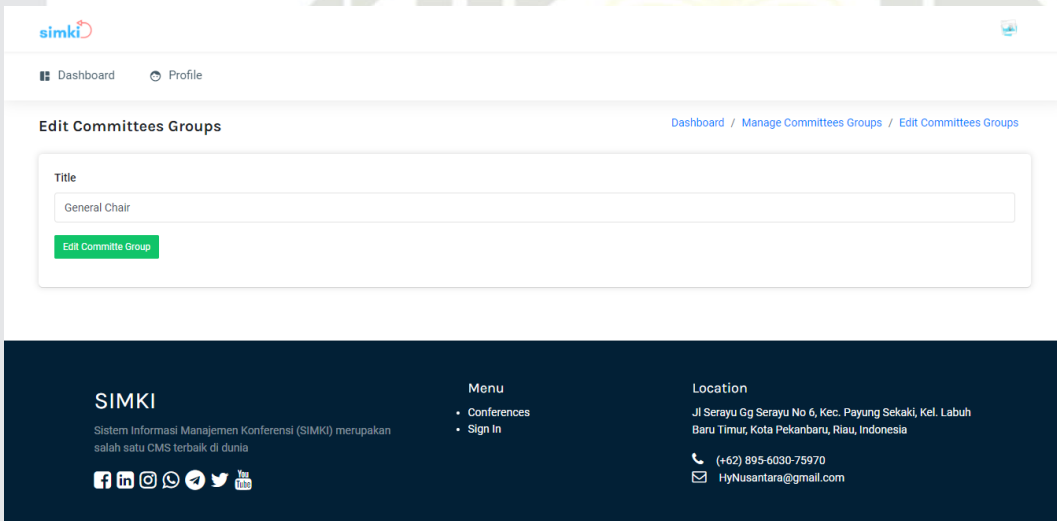 simki
Dashboard Profile
Edit Committees Groups
Dashboard / Manage Committees Groups / Edit Committees Groups
Title
General Chair
Edit Committe Group
SIMKI
Sistem Informasi Manajemen Konferensi (SIMKI) merupakan
salah satu CMS terbaik di dunia
You
Tube
Menu
Conferences
Sign In
Location
Jl Serayu Gg Serayu No 6, Kec. Payung Sekaki, Kel. Labuh
Baru Timur, Kota Pekanbaru, Riau, Indonesia
(+62) 895-6030-75970
HyNusantara@gmail.com